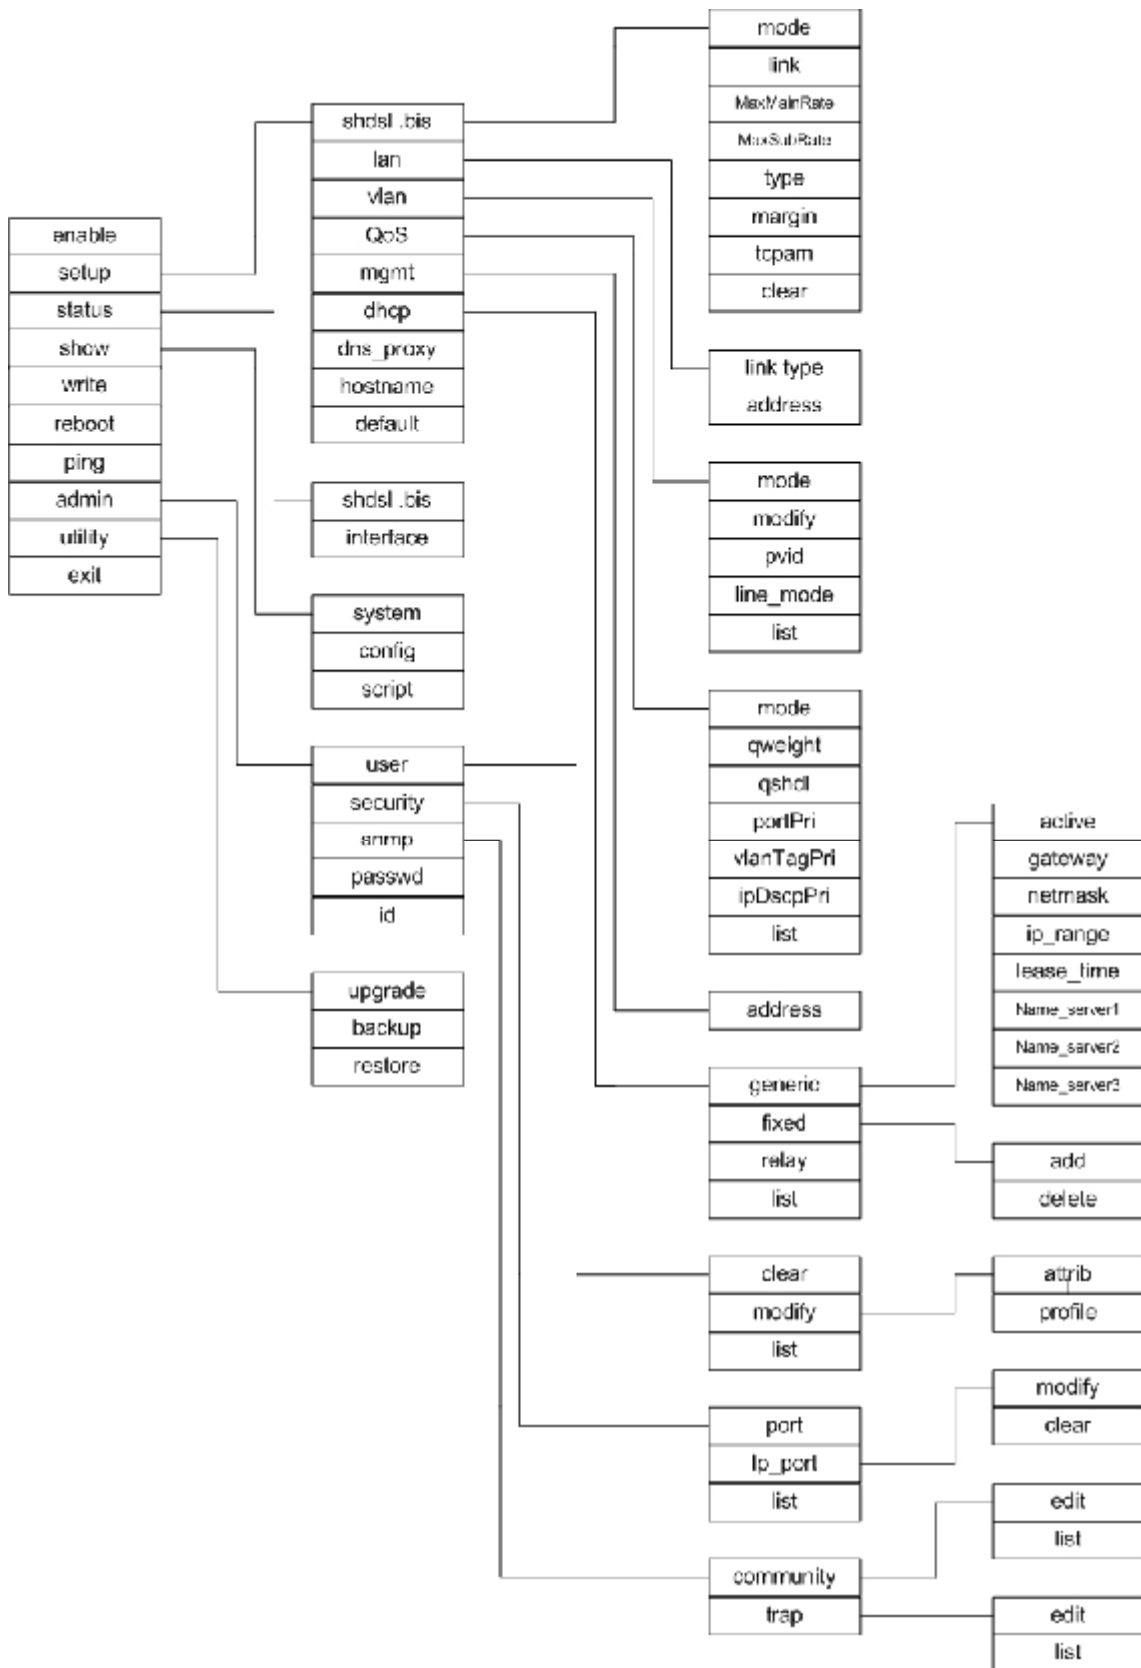 enable
setup
status
show
write
reboot
ping
admin
utility
exit
shdsl .bis
lan
vlan
QoS
mgmt
dhcp
dns_proxy
hostname
default
shdsl .bis
interface
system
config
script
user
security
snmp
passwd
id
upgrade
backup
restore
mode
link
MaxMainRate
MaxSubRate
type
margin
tcpam
clear
link type
address
mode
modify
pvid
line_mode
list
mode
qweight
qshdl
portPri
vlanTagPri
ipDscpPri
list
address
generic
fixed
relay
list
clear
modify
list
port
Ip_port
list
community
trap
active
gateway
netmask
ip_range
lease_time
Name_server1
Name_server2
Name_server3
add
delete
attrib
profile
modify
clear
edit
list
edit
list